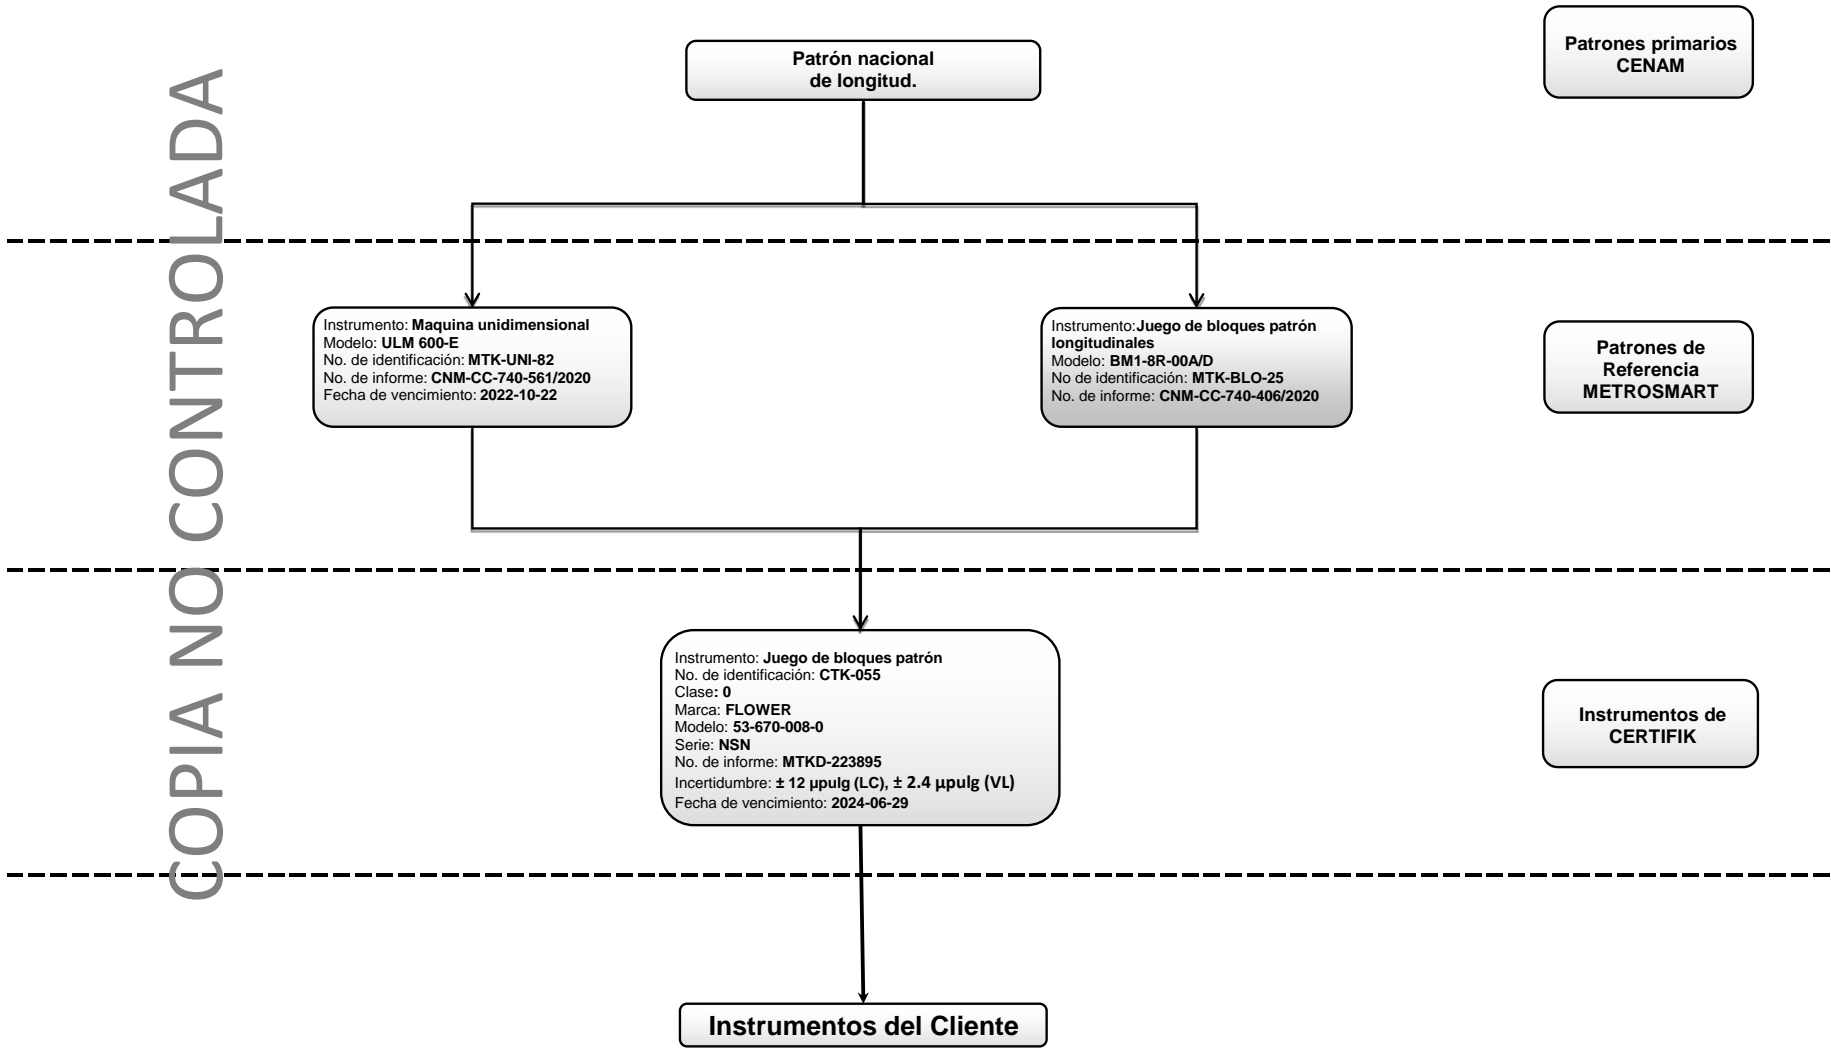 Patrón nacional
de longitud.
Patrones primarios
CENAM
COPIA NO CONTROLADA
Instrumento: Maquina unidimensional
Modelo: ULM 600-E
No. de identificación: MTK-UNI-82
No. de informe: CNM-CC-740-561/2020
Fecha de vencimiento: 2022-10-22
Instrumento:Juego de bloques patrón
longitudinales
Modelo: BM1-8R-00A/D
No de identificación: MTK-BLO-25
No. de informe: CNM-CC-740-406/2020
Patrones de
Referencia
METROSMART
Instrumento: Juego de bloques patrón
No. de identificación: CTK-055
Clase: 0
Marca: FLOWER
Modelo: 53-670-008-0
Serie: NSN
No. de informe: MTKD-223895
Incertidumbre: ± 12 µpulg (LC), ± 2.4 µpulg (VL)
Fecha de vencimiento: 2024-06-29
Instrumentos de
CERTIFIK
Instrumentos del Cliente